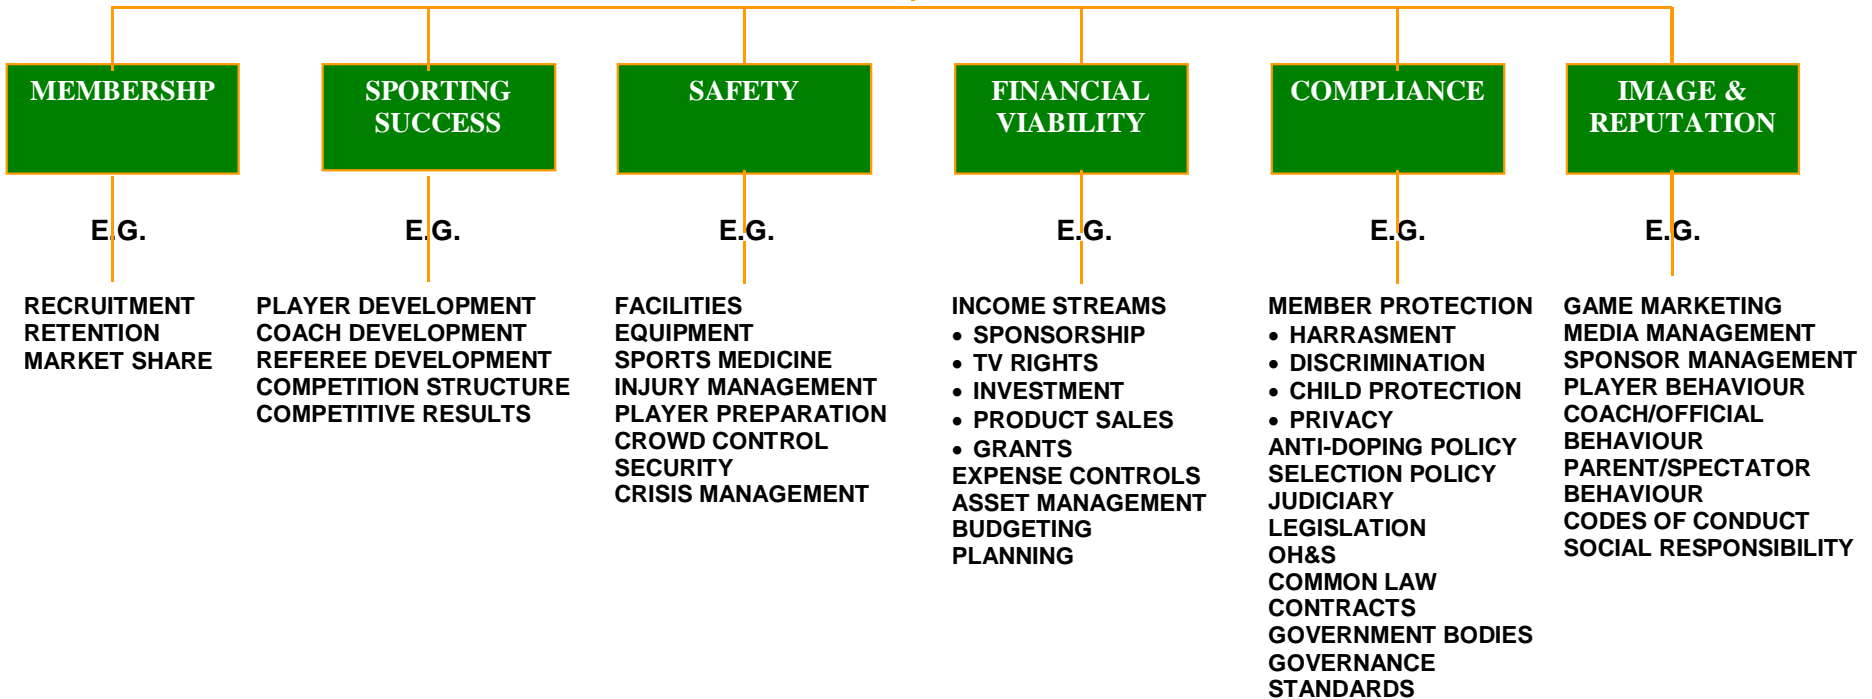 MEMBERSHP
E.G.
RECRUITMENT
RETENTION
MARKET SHARE
SPORTING
SUCCESS
E.G.
PLAYER DEVELOPMENT
COACH DEVELOPMENT
REFEREE DEVELOPMENT
COMPETITION STRUCTURE
COMPETITIVE RESULTS
SAFETY
E.G.
FACILITIES
EQUIPMENT
SPORTS MEDICINE
INJURY MANAGEMENT
PLAYER PREPARATION
CROWD CONTROL
SECURITY
CRISIS MANAGEMENT
FINANCIAL
VIABILITY
E.G.
INCOME STREAMS
• SPONSORSHIP
• TV RIGHTS
• INVESTMENT
• PRODUCT SALES
• GRANTS
EXPENSE CONTROLS
ASSET MANAGEMENT
BUDGETING
PLANNING
COMPLIANCE
E.G.
MEMBER PROTECTION
• HARRASMENT
• DISCRIMINATION
• CHILD PROTECTION
• PRIVACY
ANTI-DOPING POLICY
SELECTION POLICY
JUDICIARY
LEGISLATION
OH&S
COMMON LAW
CONTRACTS
GOVERNMENT BODIES
GOVERNANCE
STANDARDS
IMAGE &
REPUTATION
E.G.
GAME MARKETING
MEDIA MANAGEMENT
SPONSOR MANAGEMENT
PLAYER BEHAVIOUR
COACH/OFFICIAL
BEHAVIOUR
PARENT/SPECTATOR
BEHAVIOUR
CODES OF CONDUCT
SOCIAL RESPONSIBILITY